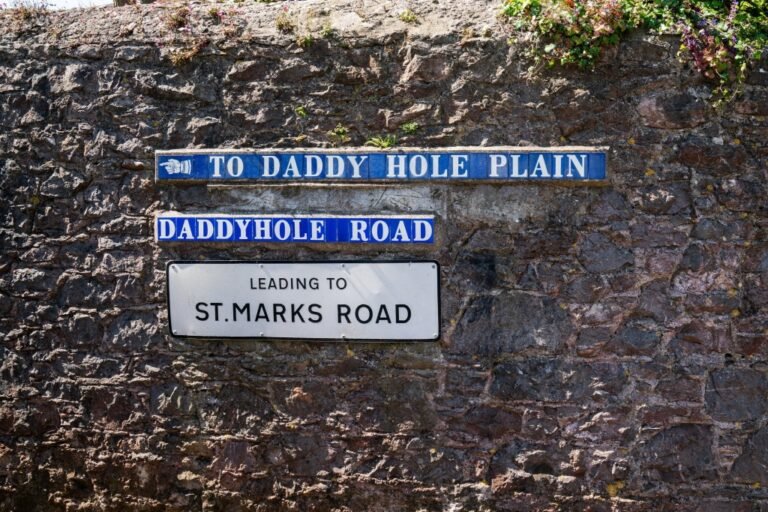 TO DADDY HOLE PLAIN
DADDYHOLE ROAD
LEADING TO
ST.MARKS ROAD